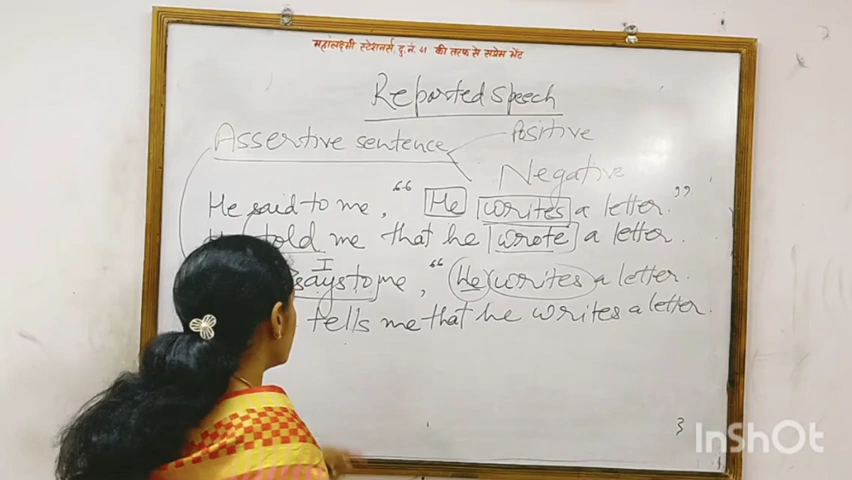 महालक्ष्मी स्टेशनर्स, दु. नं. 41 की तरफ से सप्रेम भेंट
Reported speech
Assertive sentence
Positive
Negative
He said to me, “ He writes a letter.”
told me that he wrote a letter.
I
says to me, “ He writes a letter.
tells me that he writes a letter.
3
InShOt